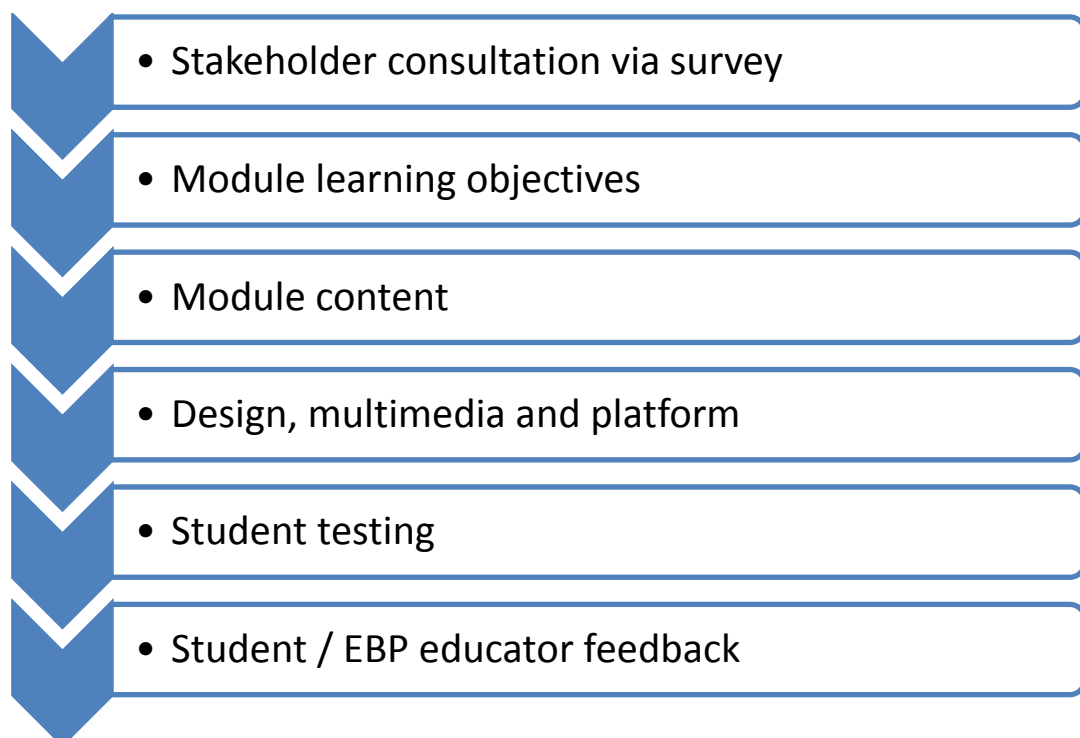 • Stakeholder consultation via survey
• Module learning objectives
• Module content
• Design, multimedia and platform
• Student testing
• Student / EBP educator feedback